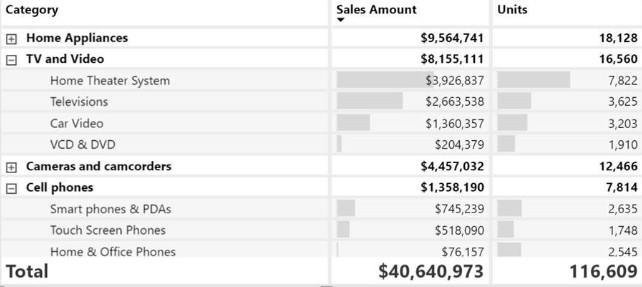 Category Sales Amount Units
Home Appliances $9,564,741 18,128
TV and Video $8,155,111 16,560
Home Theater System $3,926,837 7,822
Televisions $2,663,538 3,625
Car Video $1,360,357 3,203
VCD & DVD $204,379 1,910
Cameras and camcorders $4,457,032 12,466
Cell phones $1,358,190 7,814
Smart phones & PDAs $745,239 2,635
Touch Screen Phones $518,090 1,748
Home & Office Phones $76,157 2,545
Total $40,640,973 116,609